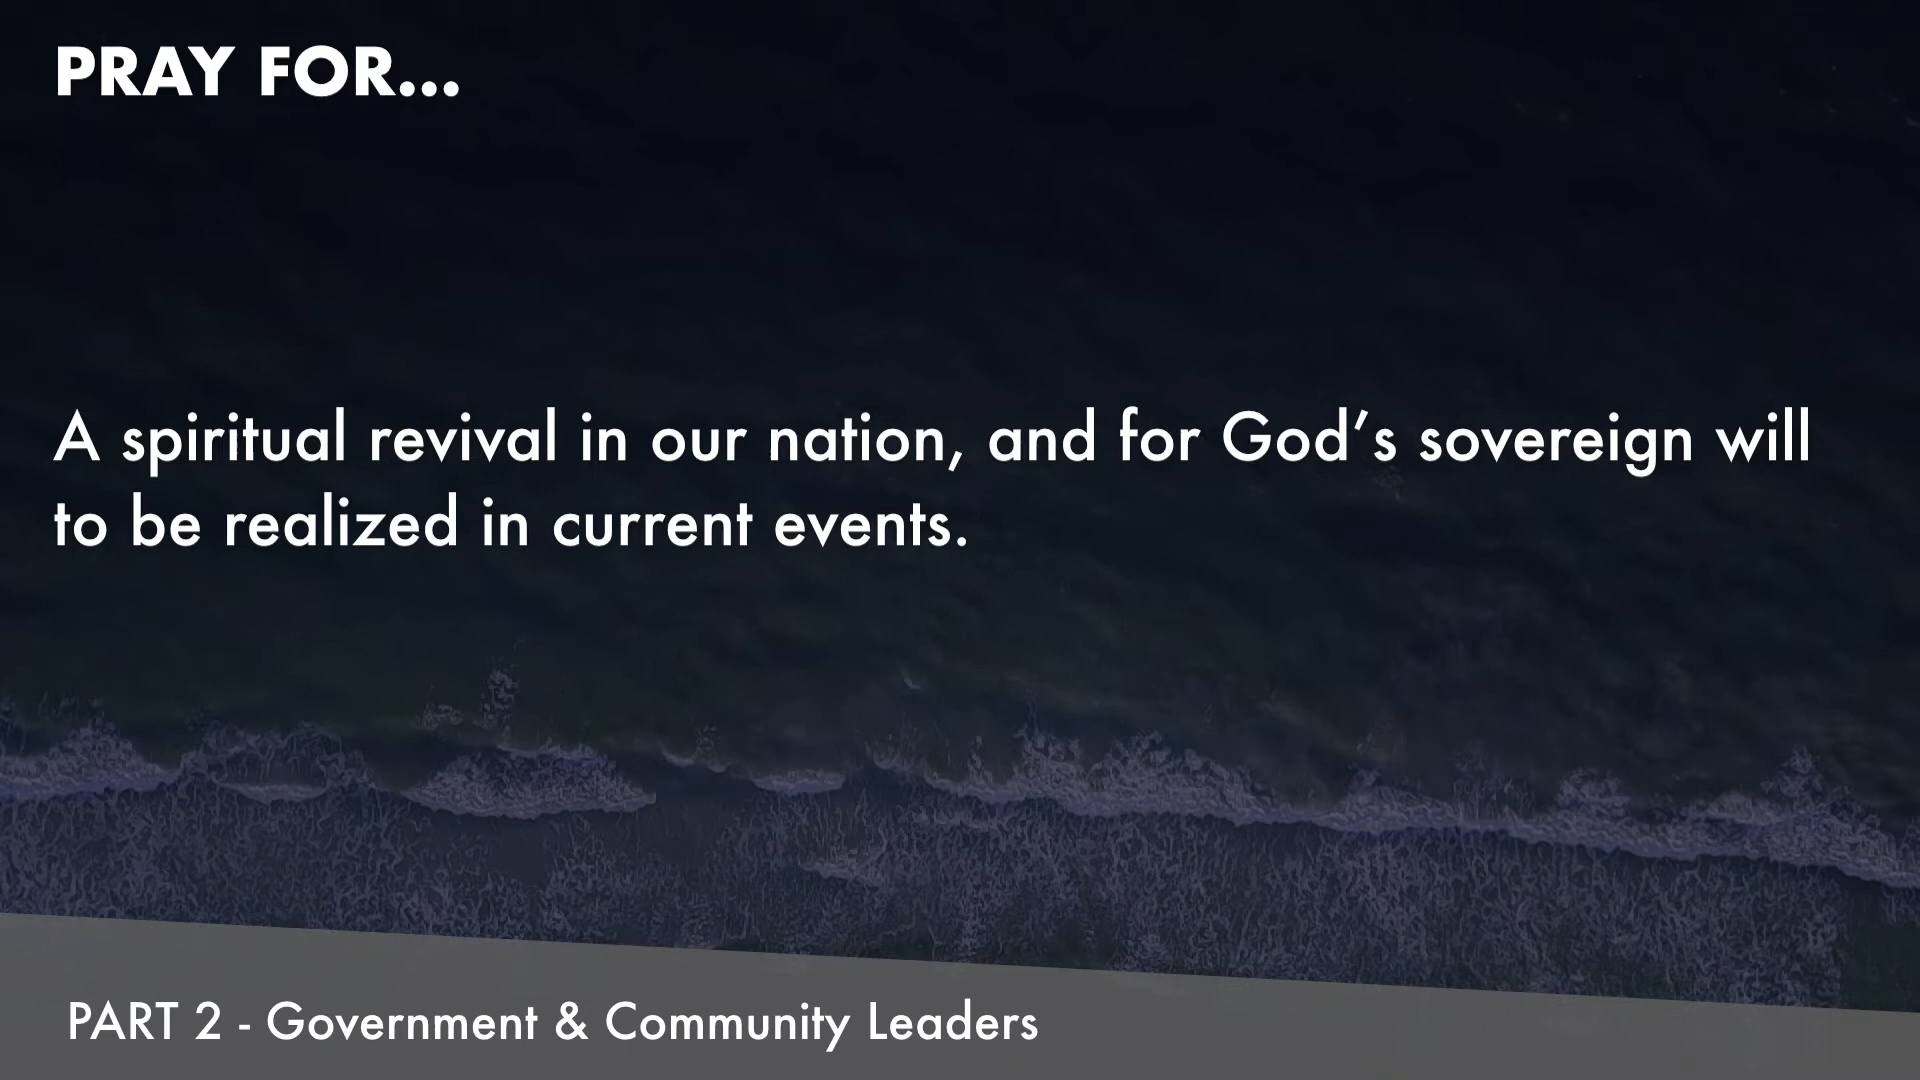 PRAY FOR...
A spiritual revival in our nation, and for God’s sovereign will
to be realized in current events.
PART 2 - Government & Community Leaders